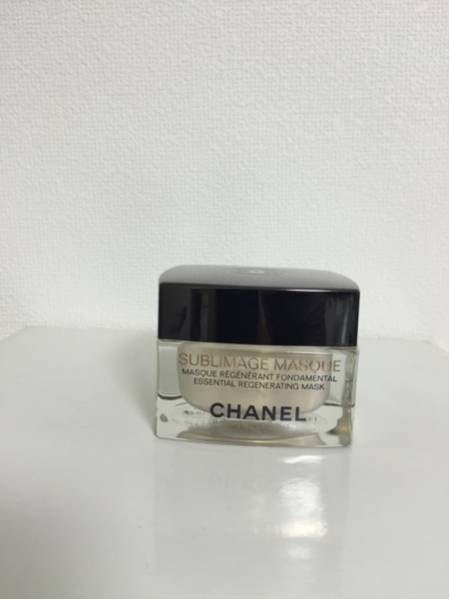 SUBLIMAGE MASQUE
MASQUE RÉGÉNÉRANT FONDAMENTAL
ESSENTIAL REGENERATING MASK
CHANEL